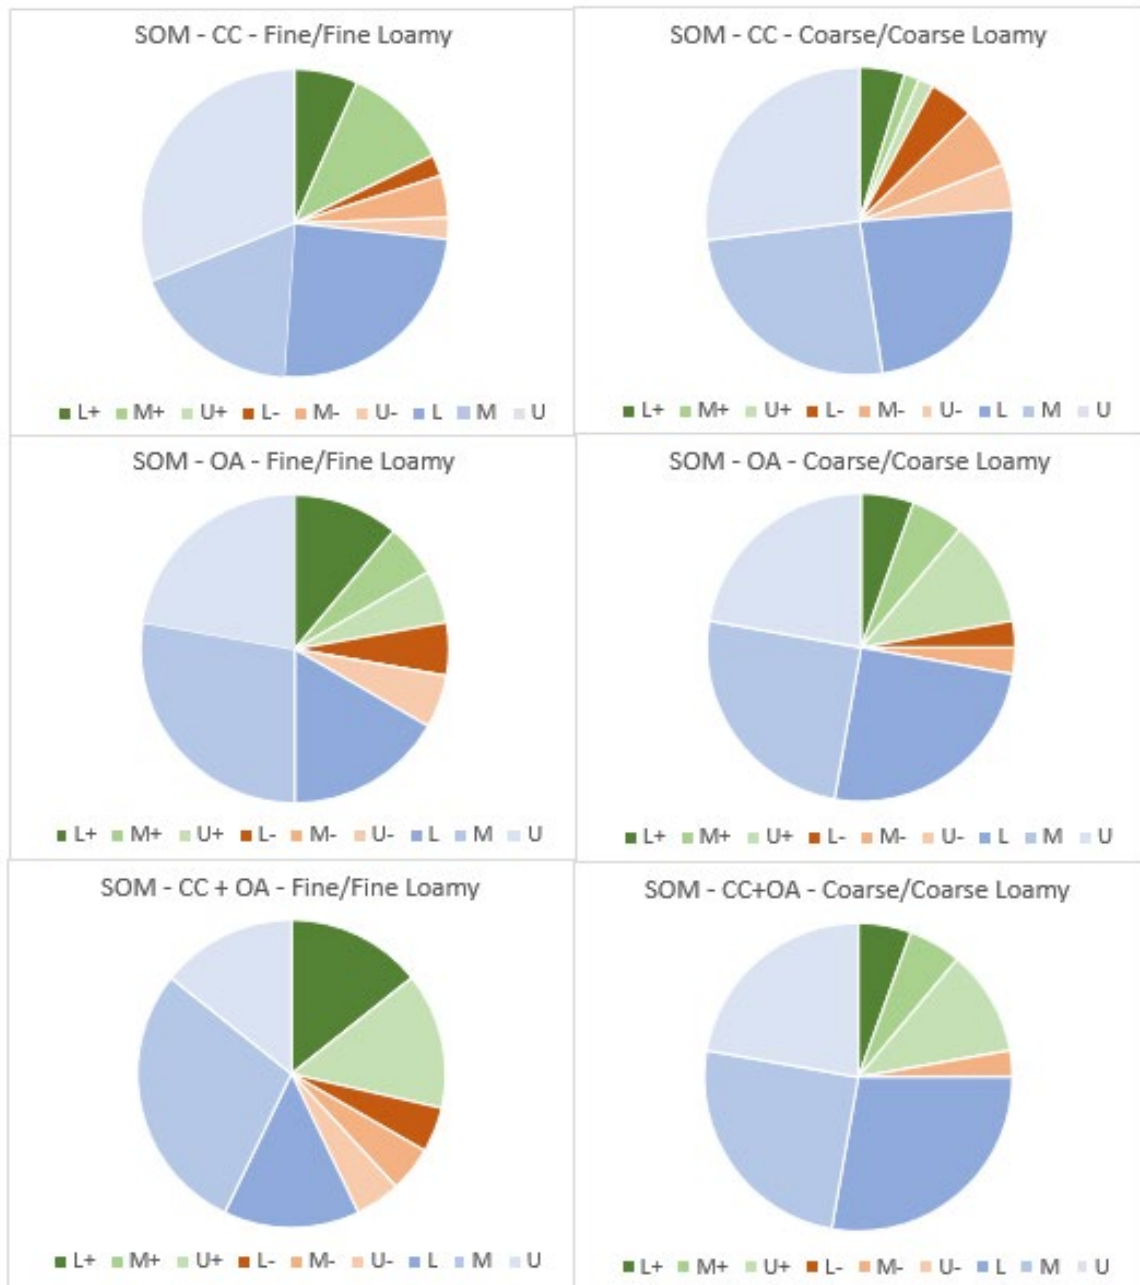 SOM - CC - Fine/Fine Loamy
L+ M+ U+ L- M- U- L M U
SOM - CC - Coarse/Coarse Loamy
L+ M+ U+ L- M- U- L M U
SOM - OA - Fine/Fine Loamy
L+ M+ U+ L- M- U- L M U
SOM - OA - Coarse/Coarse Loamy
L+ M+ U+ L- M- U- L M U
SOM - CC + OA - Fine/Fine Loamy
L+ M+ U+ L- M- U- L M U
SOM - CC+OA - Coarse/Coarse Loamy
L+ M+ U+ L- M- U- L M U